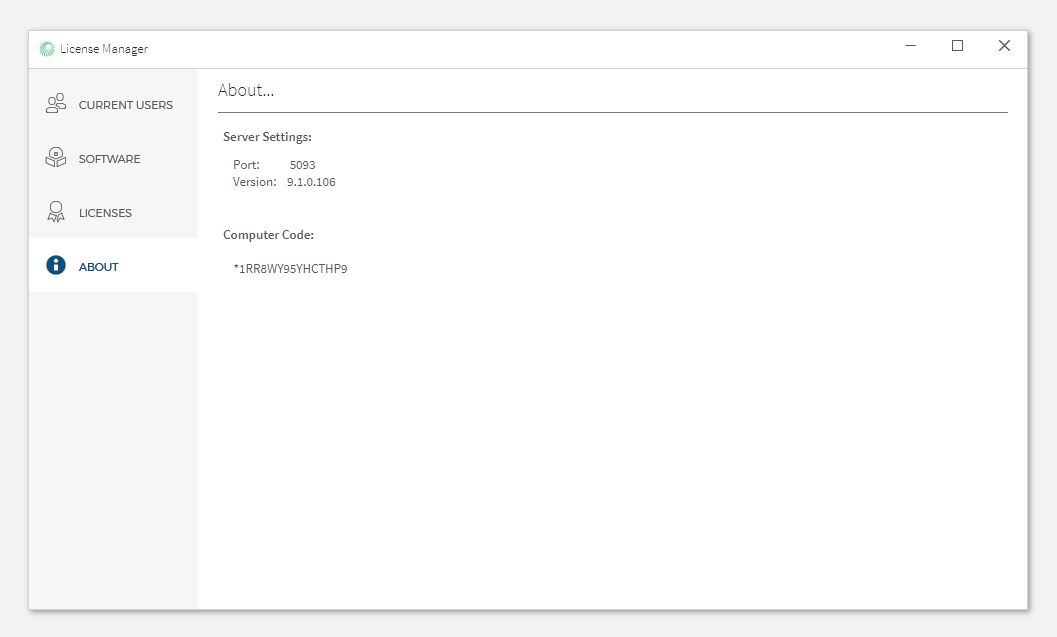 License Manager
CURRENT USERS
SOFTWARE
LICENSES
ABOUT
About...
Server Settings:
Port: 5093
Version: 9.1.0.106
Computer Code:
*1RR8WY95YHCTHP9